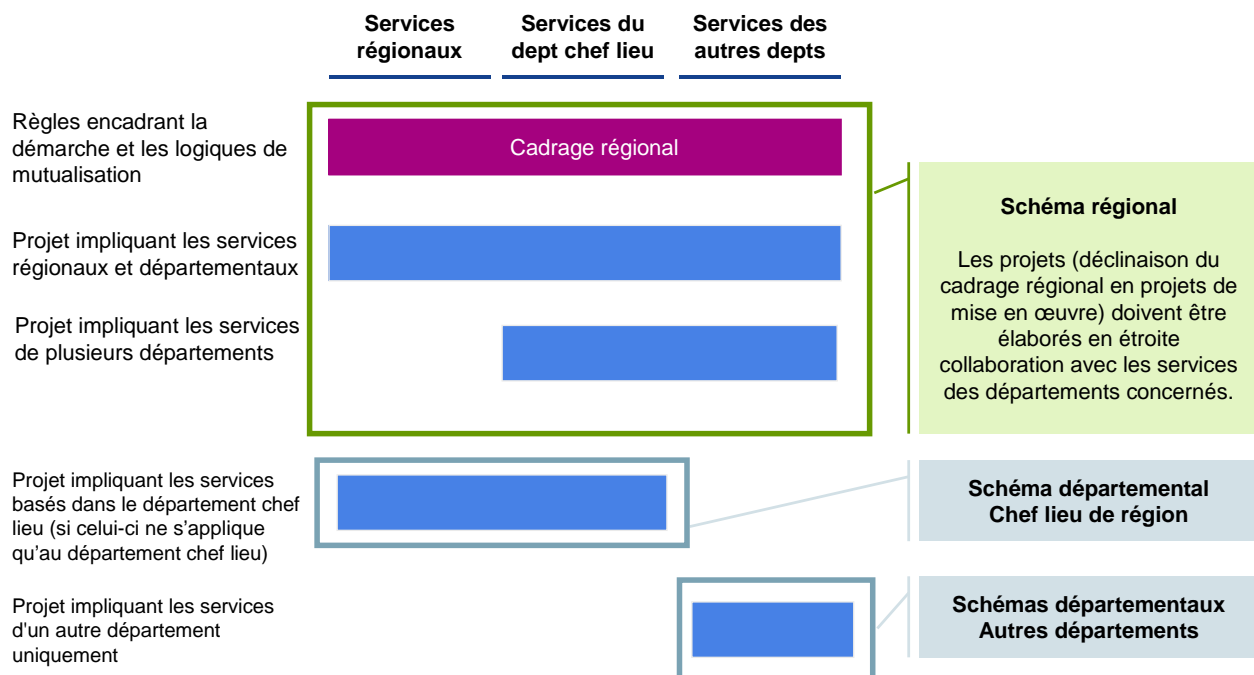 Services
régionaux
Services du
dept chef lieu
Services des
autres depts
Règles encadrant la
démarche et les logiques de
mutualisation
Cadrage régional
Projet impliquant les services
régionaux et départementaux
Projet impliquant les services
de plusieurs départements
Schéma régional
Les projets (déclinaison du
cadrage régional en projets de
mise en œuvre) doivent être
élaborés en étroite
collaboration avec les services
des départements concernés.
Projet impliquant les services
basés dans le département chef
lieu (si celui-ci ne s'applique
qu'au département chef lieu)
Schéma départemental
Chef lieu de région
Projet impliquant les services
d'un autre département
uniquement
Schémas départementaux
Autres départements